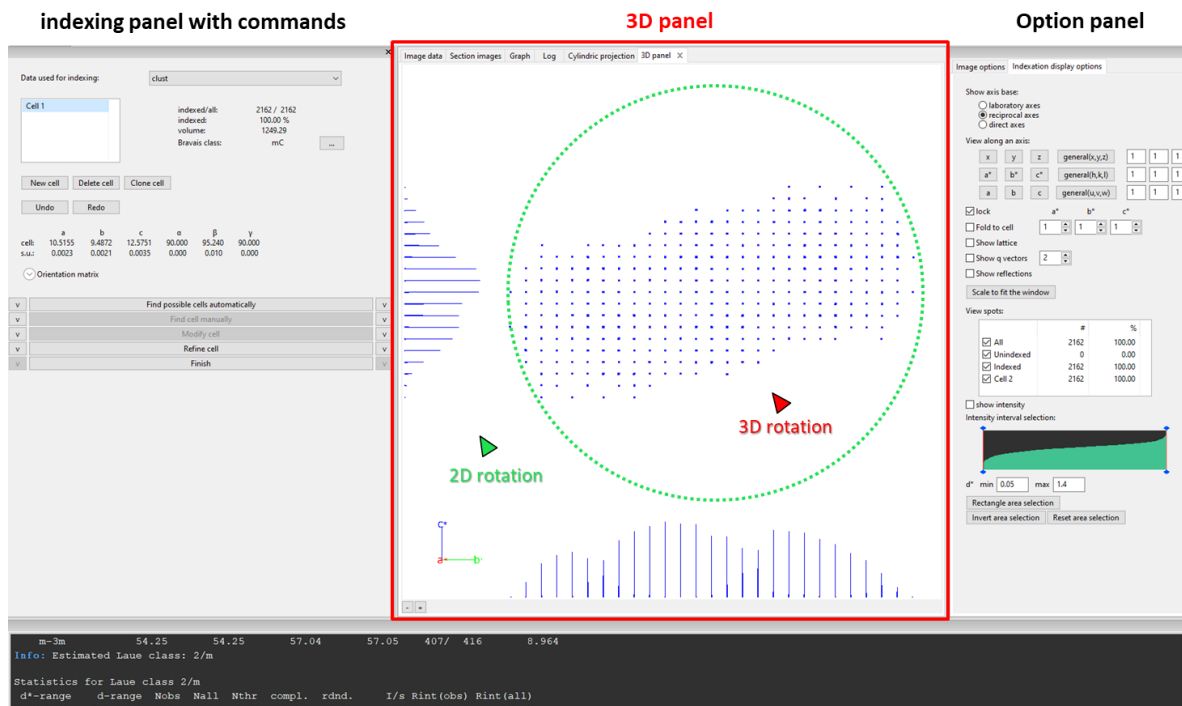 indexing panel with commands
3D panel
Option panel
Data used for indexing:
clust
Cell 1
indexed/all: 2162 / 2162
indexed: 100.00 %
volume: 1249.29
Bravais class: mC
...
New cell Delete cell Clone cell
Undo Redo
a b c α β γ
cell: 10.5155 9.4872 12.5751 90.000 95.240 90.000
s.u.: 0.0023 0.0021 0.0035 0.000 0.010 0.000
Orientation matrix
v Find possible cells automatically v
v Find cell manually v
v Modify cell v
v Refine cell v
v Finish v
Image data Section images Graph Log Cylindric projection 3D panel X
3D rotation
2D rotation
c*
a* b*
- +
Image options Indexation display options
Show axis base:
laboratory axes
reciprocal axes
direct axes
View along an axis:
x y z general(x,y,z) 1 1 1
a* b* c* general(h,k,l) 1 1 1
a b c general(u,v,w) 1 1 1
lock a* b* c*
Fold to cell 1 1 1
Show lattice
Show q vectors 2
Show reflections
Scale to fit the window
View spots:
# %
All 2162 100.00
Unindexed 0 0.00
Indexed 2162 100.00
Cell 2 2162 100.00
show intensity
Intensity interval selection:
d* min 0.05 max 1.4
Rectangle area selection
Invert area selection Reset area selection
m-3m 54.25 54.25 57.04 57.05 407/ 416 8.964
Info: Estimated Laue class: 2/m
Statistics for Laue class 2/m
d*-range d-range Nobs Nall Nthr compl. rdnd. I/s Rint(obs) Rint(all)